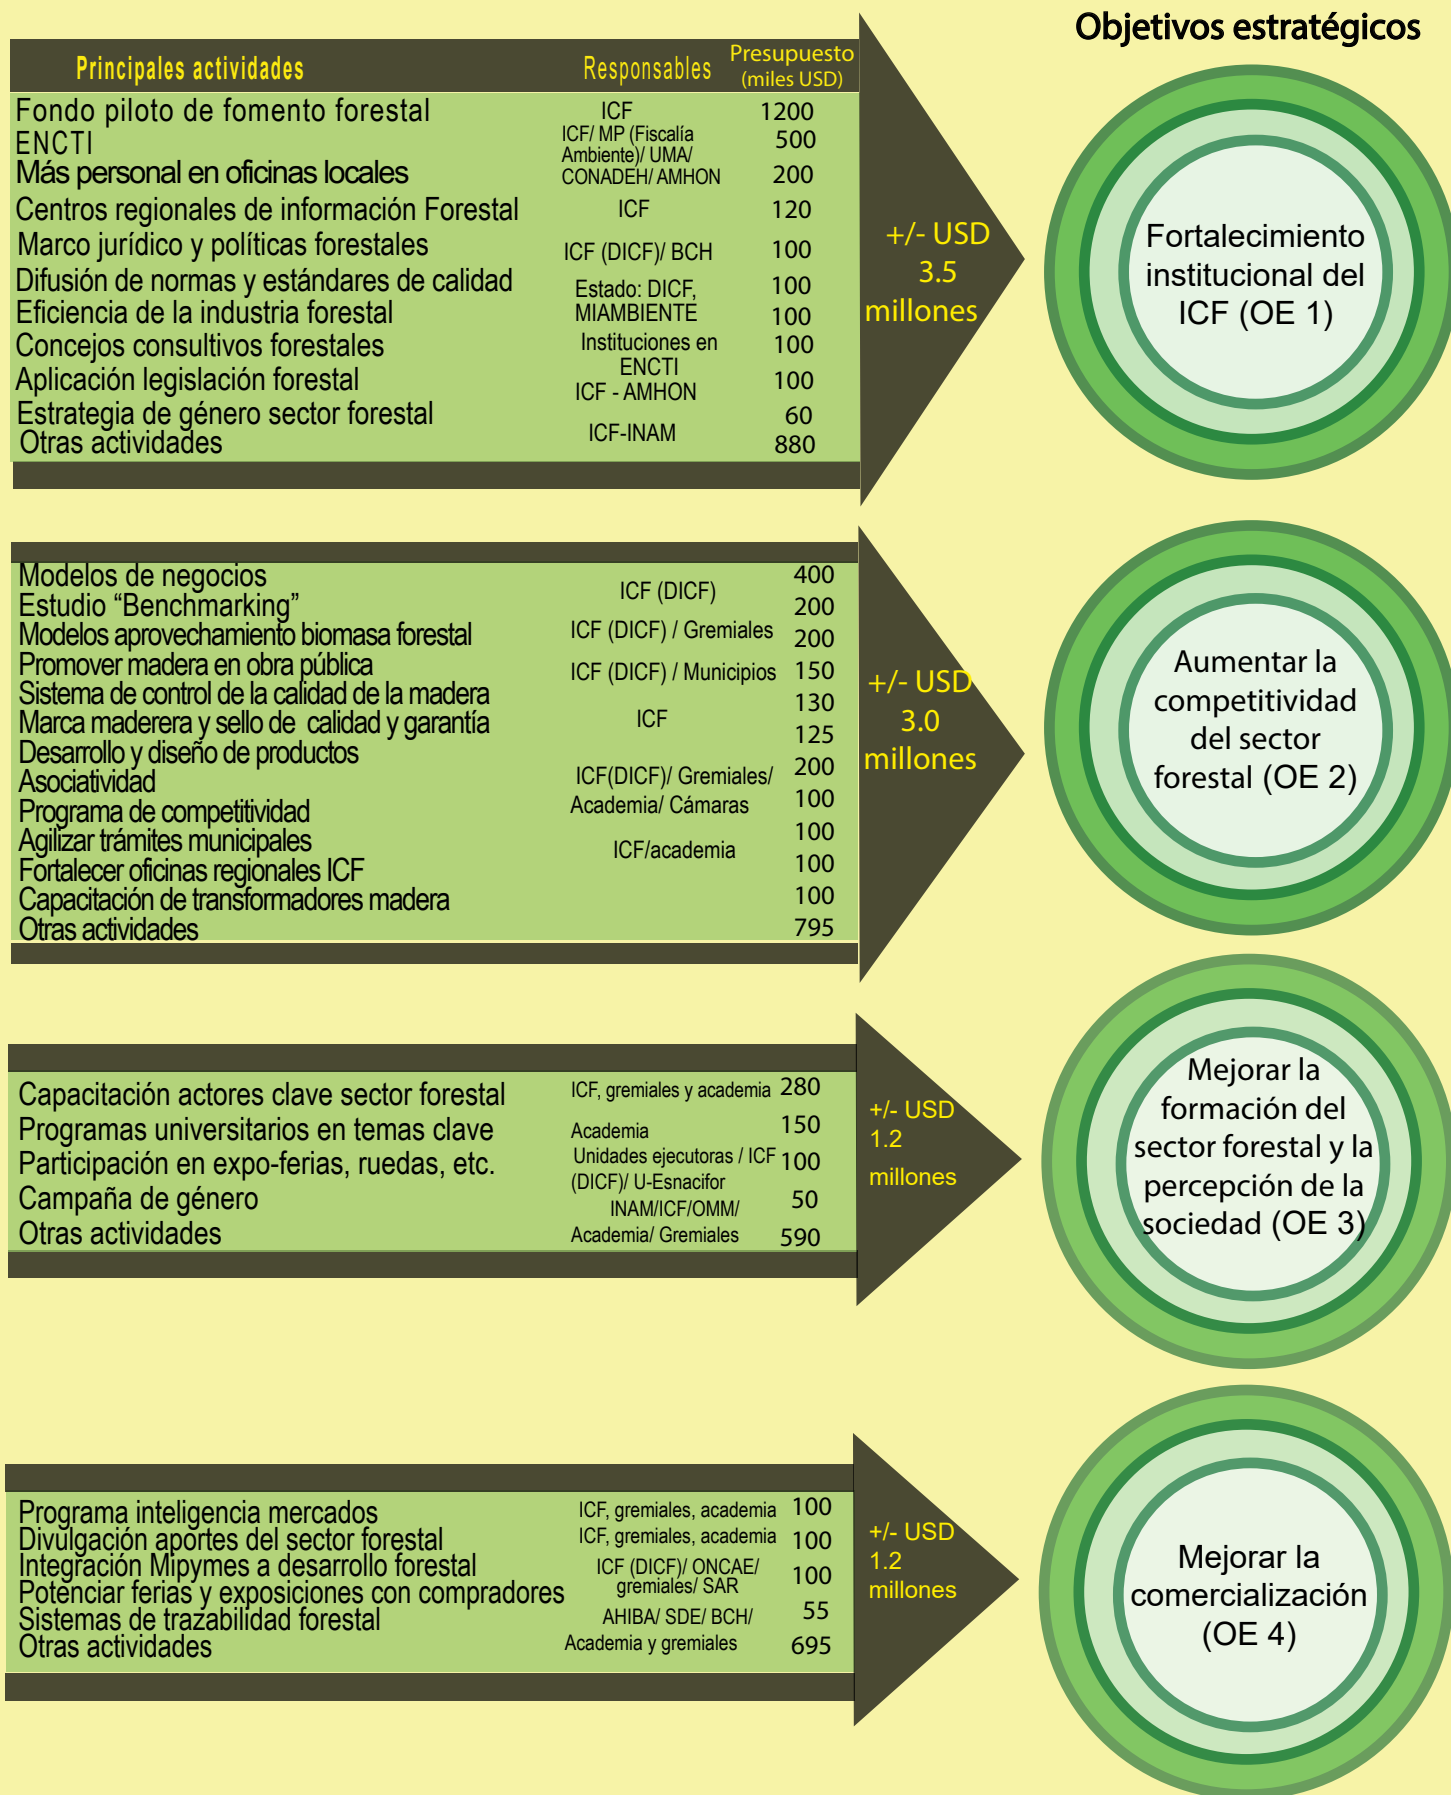 Objetivos estratégicos
Principales actividades Responsables Presupuesto
(miles USD)
Fondo piloto de fomento forestal ICF 1200
ENCTI ICF/ MP (Fiscalía 500
Ambiente)/ UMA/
Más personal en oficinas locales CONADEH/ AMHON 200
Centros regionales de información Forestal ICF 120
Marco jurídico y políticas forestales ICF (DICF)/ BCH 100
Difusión de normas y estándares de calidad Estado: DICF, 100
Eficiencia de la industria forestal MIAMBIENTE 100
Concejos consultivos forestales Instituciones en 100
ENCTI
Aplicación legislación forestal ICF - AMHON 100
Estrategia de género sector forestal 60
Otras actividades ICF-INAM 880
+/- USD
3.5
millones
Fortalecimiento
institucional del
ICF (OE 1)
Modelos de negocios 400
Estudio “Benchmarking” ICF (DICF) 200
Modelos aprovechamiento biomasa forestal ICF (DICF) / Gremiales 200
Promover madera en obra pública ICF (DICF) / Municipios 150
Sistema de control de la calidad de la madera 130
Marca maderera y sello de calidad y garantía ICF 125
Desarrollo y diseño de productos 200
Asociatividad ICF(DICF)/ Gremiales/ 100
Programa de competitividad Academia/ Cámaras 100
Agilizar trámites municipales ICF/academia 100
Fortalecer oficinas regionales ICF 100
Capacitación de transformadores madera
Otras actividades 795
+/- USD
3.0
millones
Aumentar la
competitividad
del sector
forestal (OE 2)
Capacitación actores clave sector forestal ICF, gremiales y academia 280
Programas universitarios en temas clave Academia 150
Participación en expo-ferias, ruedas, etc. Unidades ejecutoras / ICF 100
(DICF)/ U-Esnacifor
Campaña de género INAM/ICF/OMM/ 50
Otras actividades Academia/ Gremiales 590
+/- USD
1.2
millones
Mejorar la
formación del
sector forestal y la
percepción de la
sociedad (OE 3)
Programa inteligencia mercados ICF, gremiales, academia 100
Divulgación aportes del sector forestal ICF, gremiales, academia 100
Integración Mipymes a desarrollo forestal ICF (DICF)/ ONCAE/ 100
Potenciar ferias y exposiciones con compradores gremiales/ SAR
Sistemas de trazabilidad forestal AHIBA/ SDE/ BCH/ 55
Otras actividades Academia y gremiales 695
+/- USD
1.2
millones
Mejorar la
comercialización
(OE 4)